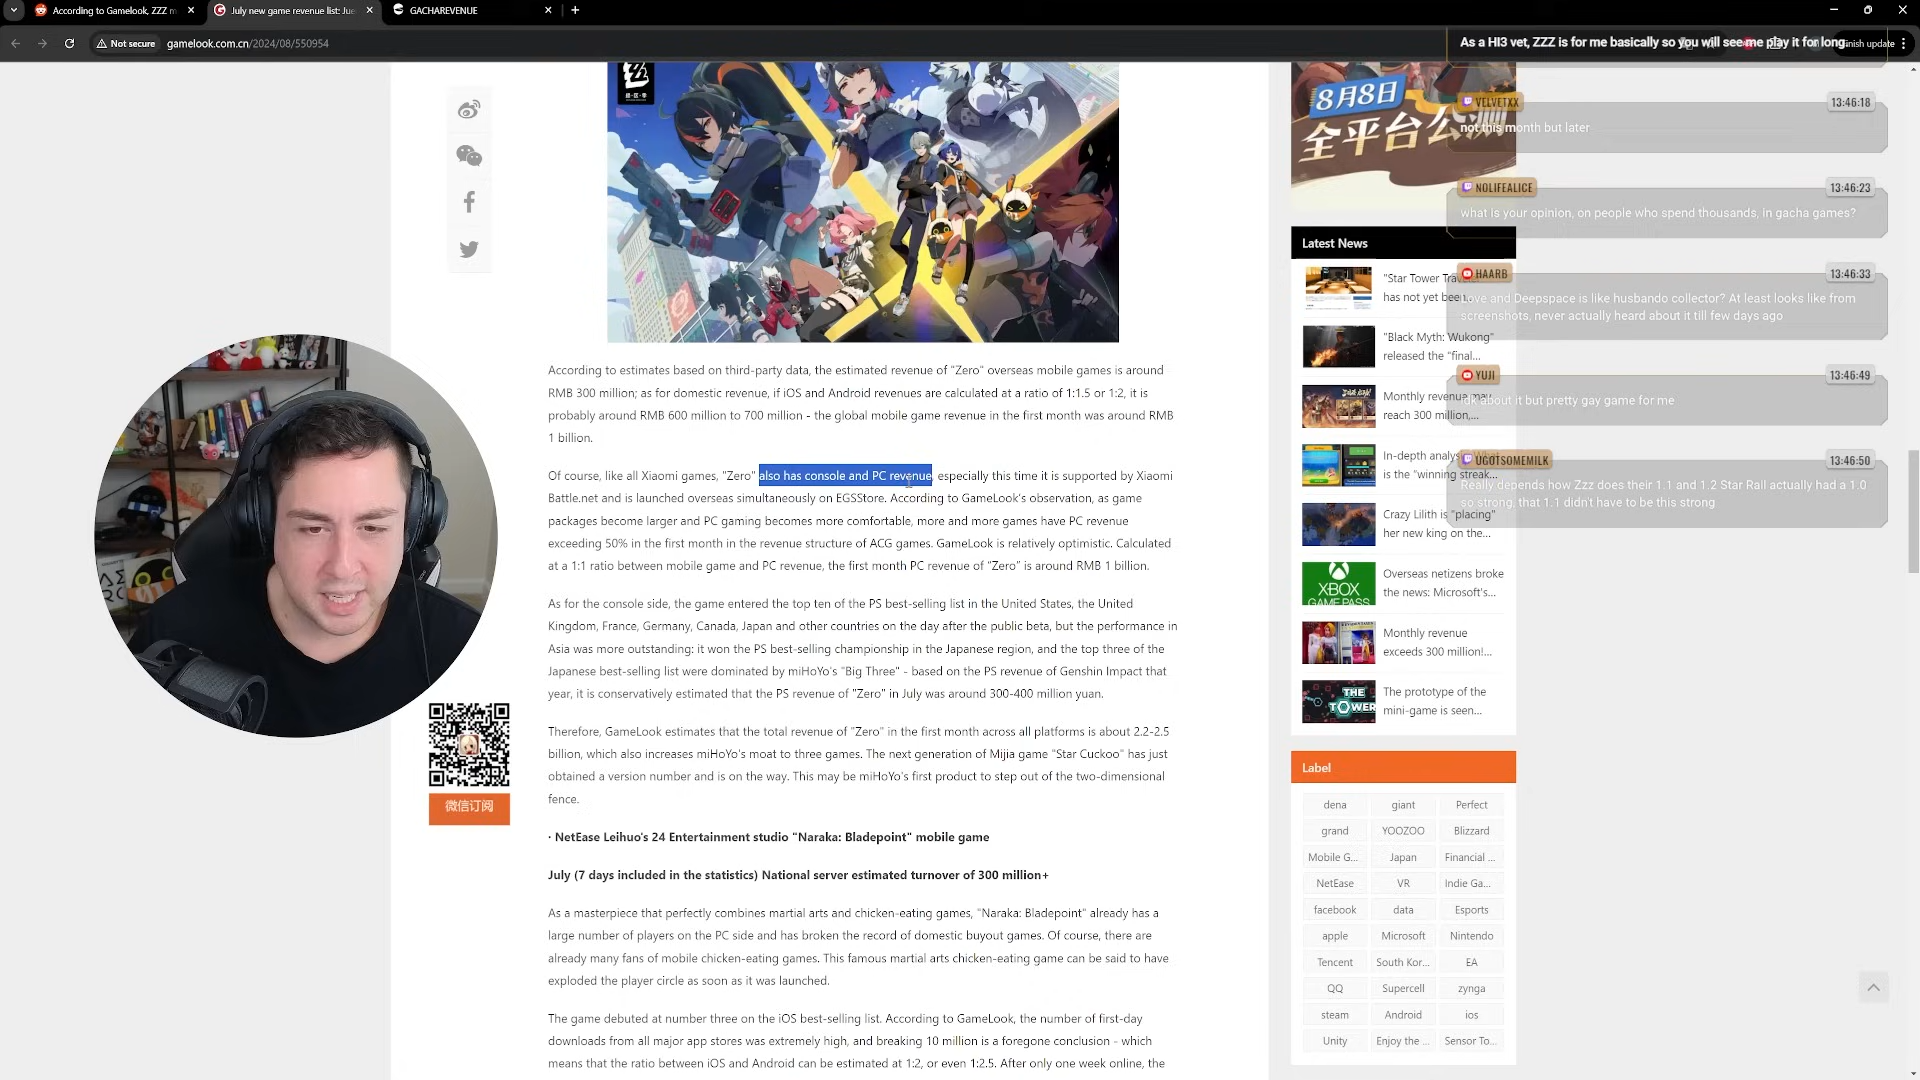 According to Gamelook, ZZZ m
July new game revenue list: Jue
GACHAREVENUE
Not secure
gamelook.com.cn/2024/08/550954
As a HI3 vet, ZZZ is for me basically so you will see me play it for long.
inish update
8月8日
全平台公测
VELVETXX
13:46:18
not this month but later
NOLIFEALICE
13:46:23
what is your opinion, on people who spend thousands, in gacha games?
HAARB
13:46:33
Love and Deepspace is like husbando collector? At least looks like from
screenshots, never actually heard about it till few days ago
YUJI
13:46:49
idk about it but pretty gay game for me
UGOTSOMEMILK
13:46:50
Really depends how Zzz does their 1.1 and 1.2 Star Rail actually had a 1.0
so strong, that 1.1 didn't have to be this strong
According to estimates based on third-party data, the estimated revenue of "Zero" overseas mobile games is around
RMB 300 million; as for domestic revenue, if iOS and Android revenues are calculated at a ratio of 1:1.5 or 1:2, it is
probably around RMB 600 million to 700 million - the global mobile game revenue in the first month was around RMB
1 billion.
Of course, like all Xiaomi games, "Zero" also has console and PC revenue, especially this time it is supported by Xiaomi
Battle.net and is launched overseas simultaneously on EGSStore. According to GameLook's observation, as game
packages become larger and PC gaming becomes more comfortable, more and more games have PC revenue
exceeding 50% in the first month in the revenue structure of ACG games. GameLook is relatively optimistic. Calculated
at a 1:1 ratio between mobile game and PC revenue, the first month PC revenue of "Zero" is around RMB 1 billion.
As for the console side, the game entered the top ten of the PS best-selling list in the United States, the United
Kingdom, France, Germany, Canada, Japan and other countries on the day after the public beta, but the performance in
Asia was more outstanding: it won the PS best-selling championship in the Japanese region, and the top three of the
Japanese best-selling list were dominated by miHoYo's "Big Three" - based on the PS revenue of Genshin Impact that
year, it is conservatively estimated that the PS revenue of "Zero" in July was around 300-400 million yuan.
Therefore, GameLook estimates that the total revenue of "Zero" in the first month across all platforms is about 2.2-2.5
billion, which also increases miHoYo's moat to three games. The next generation of Mijia game "Star Cuckoo" has just
obtained a version number and is on the way. This may be miHoYo's first product to step out of the two-dimensional
fence.
· NetEase Leihuo's 24 Entertainment studio "Naraka: Bladepoint" mobile game
July (7 days included in the statistics) National server estimated turnover of 300 million+
As a masterpiece that perfectly combines martial arts and chicken-eating games, "Naraka: Bladepoint" already has a
large number of players on the PC side and has broken the record of domestic buyout games. Of course, there are
already many fans of mobile chicken-eating games. This famous martial arts chicken-eating game can be said to have
exploded the player circle as soon as it was launched.
The game debuted at number three on the iOS best-selling list. According to GameLook, the number of first-day
downloads from all major app stores was extremely high, and breaking 10 million is a foregone conclusion - which
means that the ratio between iOS and Android can be estimated at 1:2, or even 1:2.5. After only one week online, the
微信订阅
Latest News
"Star Tower Tra
has not yet been
"Black Myth: Wukong"
released the "final...
Monthly revenue may
reach 300 million,...
In-depth analys
is the "winning streak...
Crazy Lilith is "placing"
her new king on the...
XBOX
GAME PASS
Overseas netizens broke
the news: Microsoft's...
Monthly revenue
exceeds 300 million!...
THE
TOWER
The prototype of the
mini-game is seen...
Label
dena giant Perfect
grand YOOZOO Blizzard
Mobile G... Japan Financial ...
NetEase VR Indie Ga...
facebook data Esports
apple Microsoft Nintendo
Tencent South Kor... EA
QQ Supercell zynga
steam Android ios
Unity Enjoy the ... Sensor To...